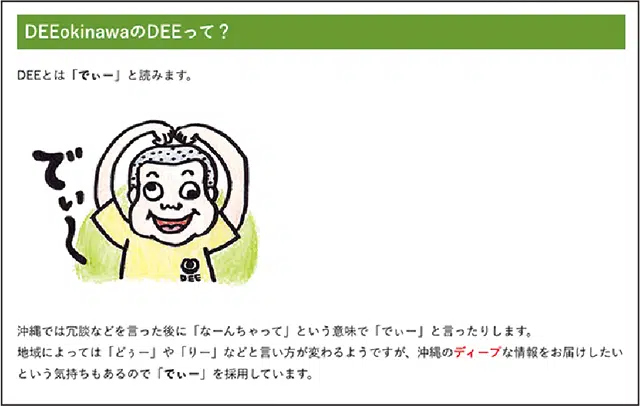 DEEokinawaのDEEって？
DEEとは「でぃー」と読みます。
でぃ〜
DEE
沖縄では冗談などを言った後に「なーんちゃって」という意味で「でぃー」と言ったりします。
地域によっては「どぅー」や「りー」などと言い方が変わるようですが、沖縄のディープな情報をお届けしたい
という気持ちもあるので「でぃー」を採用しています。